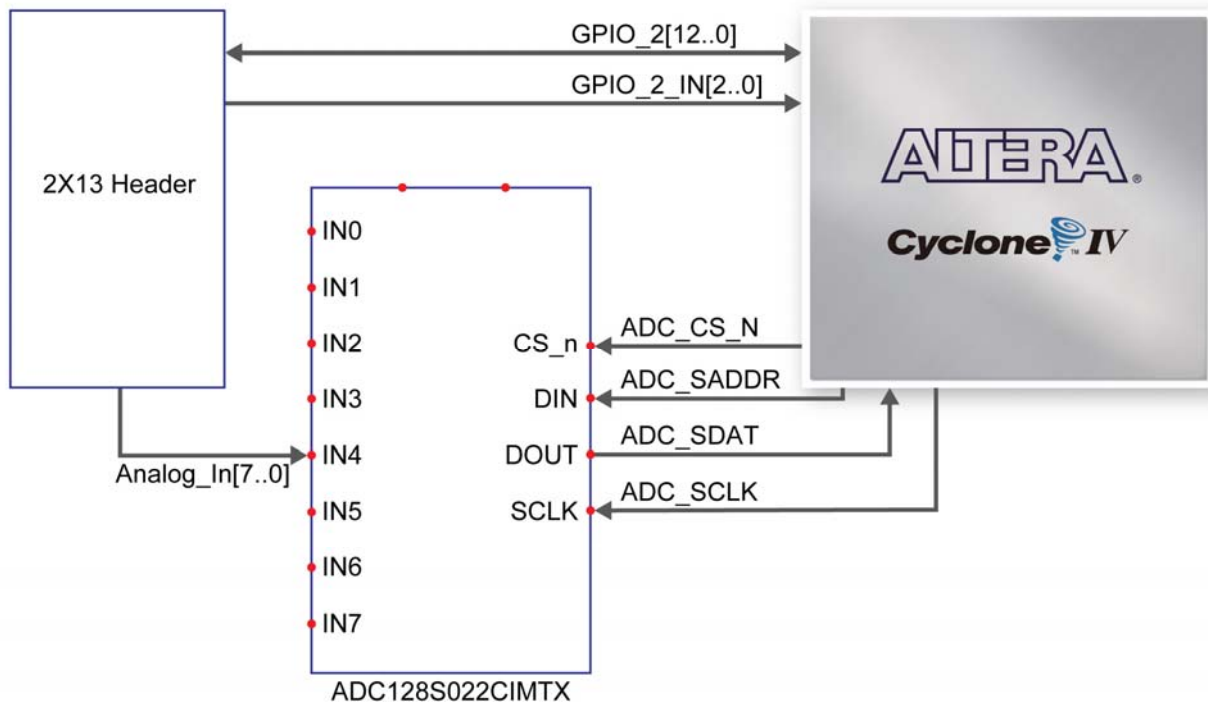 GPIO_2[12..0]
GPIO_2_IN[2..0]
2X13 Header
ALTERA®
Cyclone™ IV
IN0
IN1
IN2
IN3
IN4
IN5
IN6
IN7
Analog_In[7..0]
CS_n
DIN
DOUT
SCLK
ADC_CS_N
ADC_SADDR
ADC_SDAT
ADC_SCLK
ADC128S022CIMTX